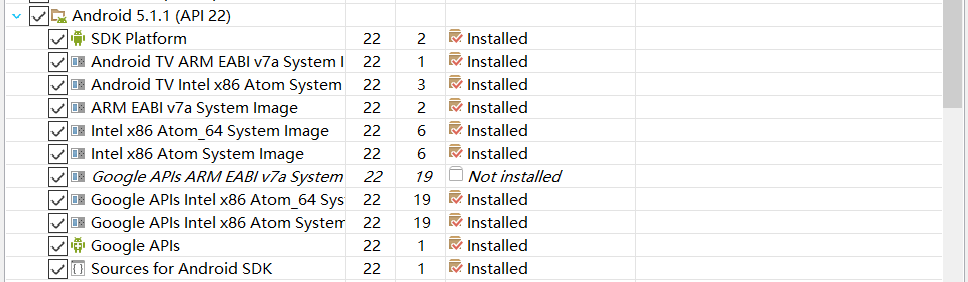 Android 5.1.1 (API 22)
SDK Platform 22 2 Installed
Android TV ARM EABI v7a System I 22 1 Installed
Android TV Intel x86 Atom System 22 3 Installed
ARM EABI v7a System Image 22 2 Installed
Intel x86 Atom_64 System Image 22 6 Installed
Intel x86 Atom System Image 22 6 Installed
Google APIs ARM EABI v7a System 22 19 Not installed
Google APIs Intel x86 Atom_64 Sys 22 19 Installed
Google APIs Intel x86 Atom System 22 19 Installed
Google APIs 22 1 Installed
Sources for Android SDK 22 1 Installed